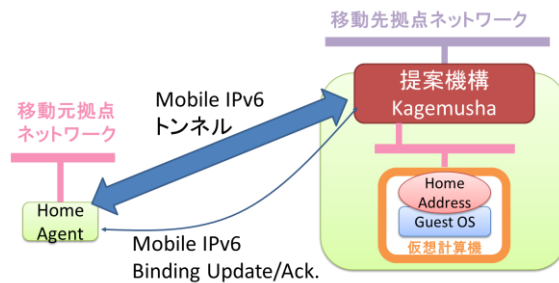 移動先拠点ネットワーク
提案機構
Kagemusha
Mobile IPv6
トンネル
移動元拠点
ネットワーク
Home
Agent
Home
Address
Guest OS
仮想計算機
Mobile IPv6
Binding Update/Ack.